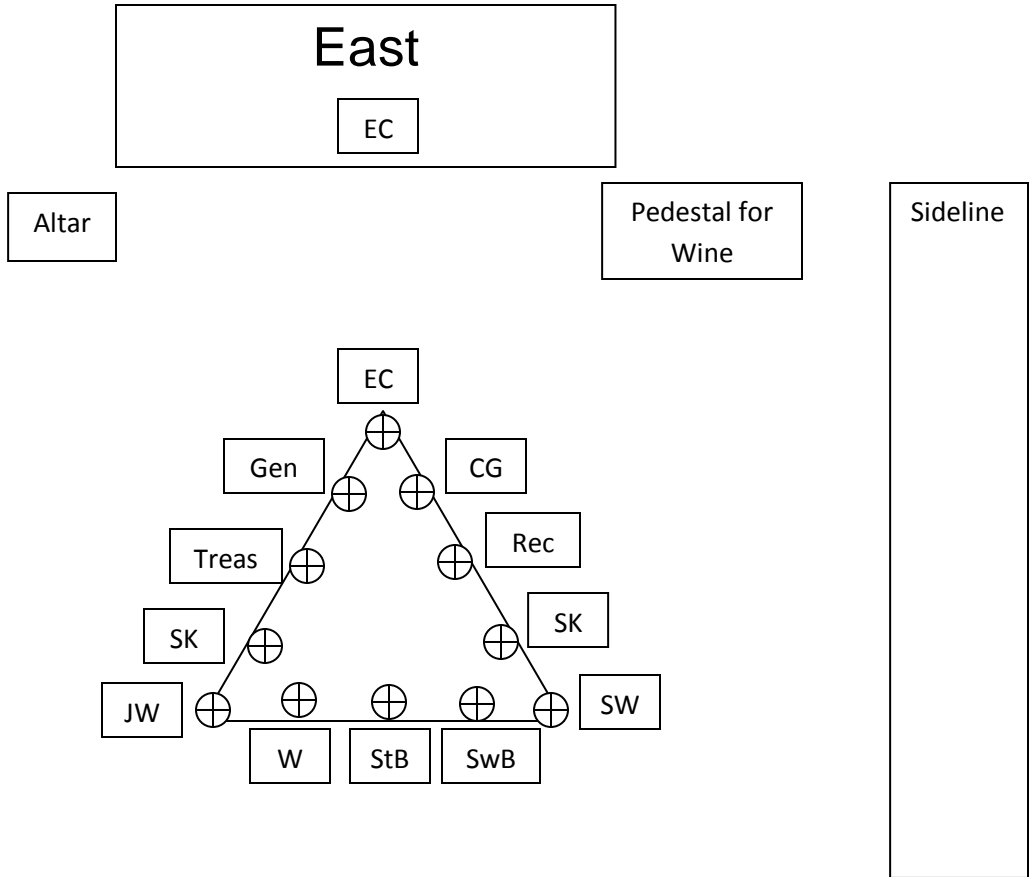 East
EC
Altar
Pedestal for
Wine
Sideline
EC
Gen
CG
Treas
Rec
SK
SK
JW
SW
W
StB
SwB